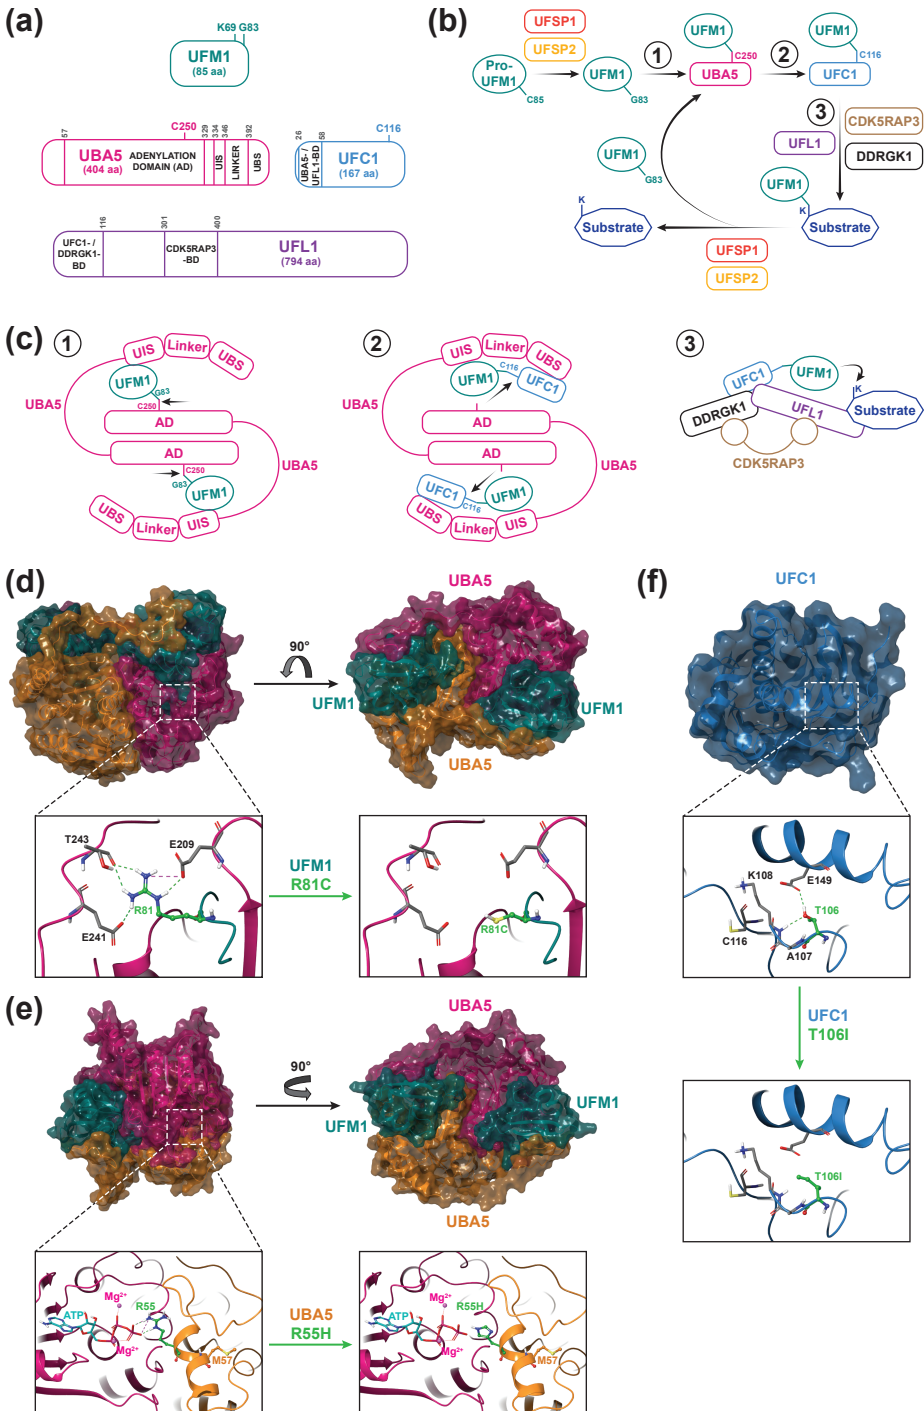 (a)
K69 G83
UFM1
(85 aa)
57
C250
329
334
346
392
UBA5
(404 aa)
ADENYLATION
DOMAIN (AD)
UIS
LINKER
UBS
26
58
C116
UBA5-/
UFL1-BD
UFC1
(167 aa)
116
301
400
UFC1-/
DDRGK1-
BD
CDK5RAP3
-BD
UFL1
(794 aa)
(b)
UFSP1
UFSP2
Pro-
UFM1
C85
UFM1
G83
1
UFM1
C250
UBA5
2
UFM1
C116
UFC1
3
CDK5RAP3
UFL1
DDRGK1
UFM1
G83
UFM1
K
Substrate
K
Substrate
UFSP1
UFSP2
(c)
1
UIS
Linker
UBS
UFM1
G83
C250
UBA5
AD
AD
C250
G83
UFM1
UBA5
UBS
Linker
UIS
2
UIS
Linker
UBS
UFM1
C116
UFC1
UBA5
AD
AD
UFC1
C116
UFM1
UBA5
UBS
Linker
UIS
3
UFC1
UFM1
K
DDRGK1
UFL1
Substrate
CDK5RAP3
(d)
90°
UBA5
UFM1
UFM1
UBA5
T243
E209
R81
E241
UFM1
R81C
R81C
(e)
90°
UBA5
UFM1
UFM1
UBA5
Mg²⁺
R55
ATP
Mg²⁺
M57
UBA5
R55H
Mg²⁺
R55H
ATP
Mg²⁺
M57
(f)
UFC1
K108
E149
T106
C116
A107
UFC1
T106I
T106I